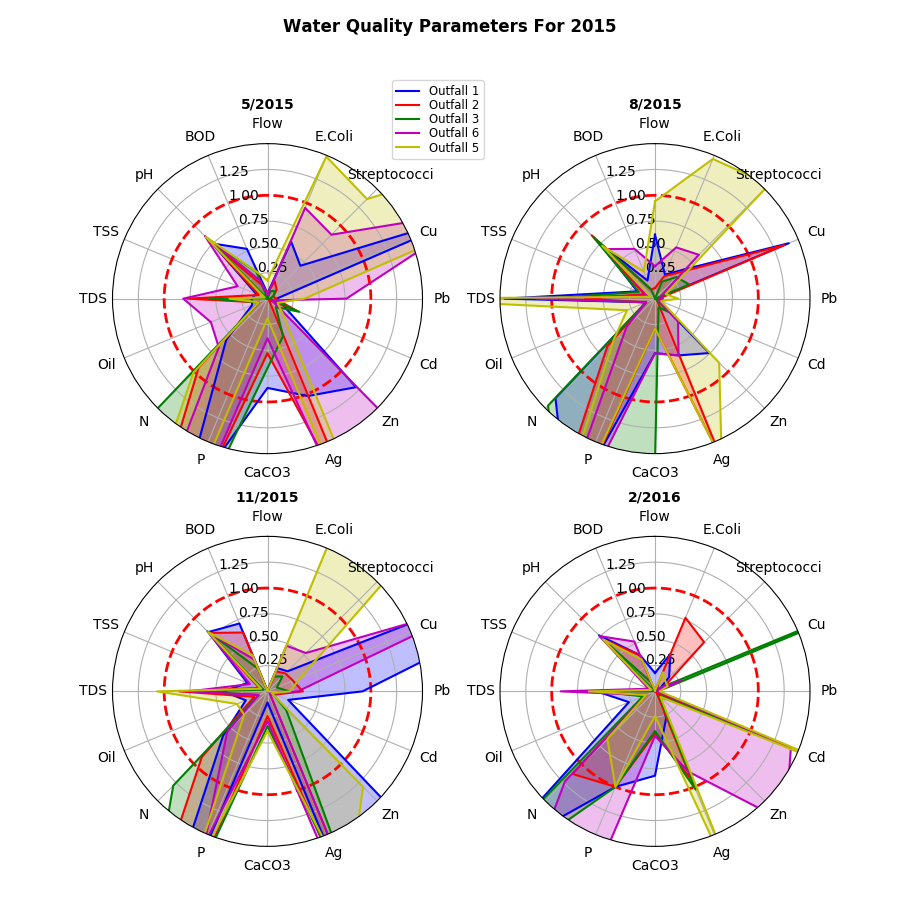 Water Quality Parameters For 2015
Outfall 1
Outfall 2
Outfall 3
Outfall 6
Outfall 5
5/2015
Flow
E.Coli
Streptococci
Cu
Pb
Cd
Zn
Ag
CaCO3
P
N
Oil
TDS
TSS
pH
BOD
0.25
0.50
0.75
1.00
1.25
8/2015
Flow
E.Coli
Streptococci
Cu
Pb
Cd
Zn
Ag
CaCO3
P
N
Oil
TDS
TSS
pH
BOD
0.25
0.50
0.75
1.00
1.25
11/2015
Flow
E.Coli
Streptococci
Cu
Pb
Cd
Zn
Ag
CaCO3
P
N
Oil
TDS
TSS
pH
BOD
0.25
0.50
0.75
1.00
1.25
2/2016
Flow
E.Coli
Streptococci
Cu
Pb
Cd
Zn
Ag
CaCO3
P
N
Oil
TDS
TSS
pH
BOD
0.25
0.50
0.75
1.00
1.25